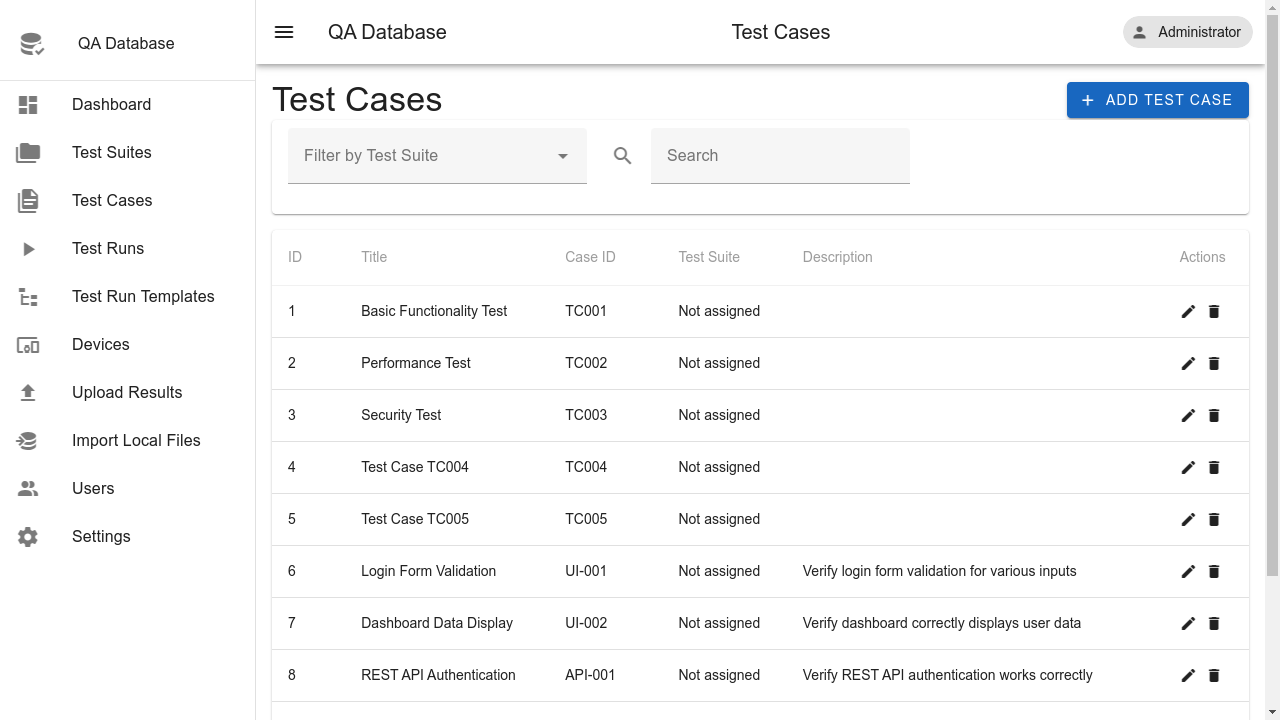 QA Database
Dashboard
Test Suites
Test Cases
Test Runs
Test Run Templates
Devices
Upload Results
Import Local Files
Users
Settings
QA Database Test Cases Administrator
Test Cases ADD TEST CASE
Filter by Test Suite Search
ID Title Case ID Test Suite Description Actions
1 Basic Functionality Test TC001 Not assigned
2 Performance Test TC002 Not assigned
3 Security Test TC003 Not assigned
4 Test Case TC004 TC004 Not assigned
5 Test Case TC005 TC005 Not assigned
6 Login Form Validation UI-001 Not assigned Verify login form validation for various inputs
7 Dashboard Data Display UI-002 Not assigned Verify dashboard correctly displays user data
8 REST API Authentication API-001 Not assigned Verify REST API authentication works correctly